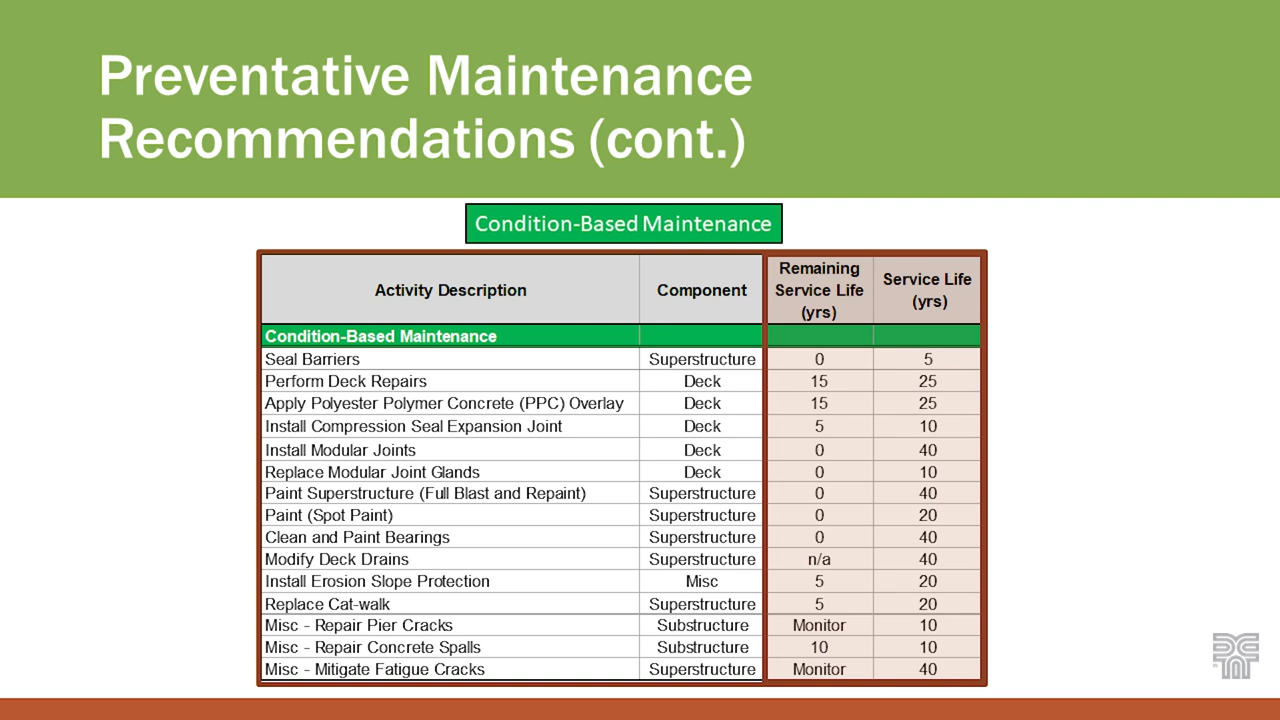 Preventative Maintenance
Recommendations (cont.)
Condition-Based Maintenance
Activity Description Component Remaining Service Life (yrs) Service Life (yrs)
Condition-Based Maintenance
Seal Barriers Superstructure 0 5
Perform Deck Repairs Deck 15 25
Apply Polyester Polymer Concrete (PPC) Overlay Deck 15 25
Install Compression Seal Expansion Joint Deck 5 10
Install Modular Joints Deck 0 40
Replace Modular Joint Glands Deck 0 10
Paint Superstructure (Full Blast and Repaint) Superstructure 0 40
Paint (Spot Paint) Superstructure 0 20
Clean and Paint Bearings Superstructure 0 40
Modify Deck Drains Superstructure n/a 40
Install Erosion Slope Protection Misc 5 20
Replace Cat-walk Superstructure 5 20
Misc - Repair Pier Cracks Substructure Monitor 10
Misc - Repair Concrete Spalls Substructure 10 10
Misc - Mitigate Fatigue Cracks Superstructure Monitor 40